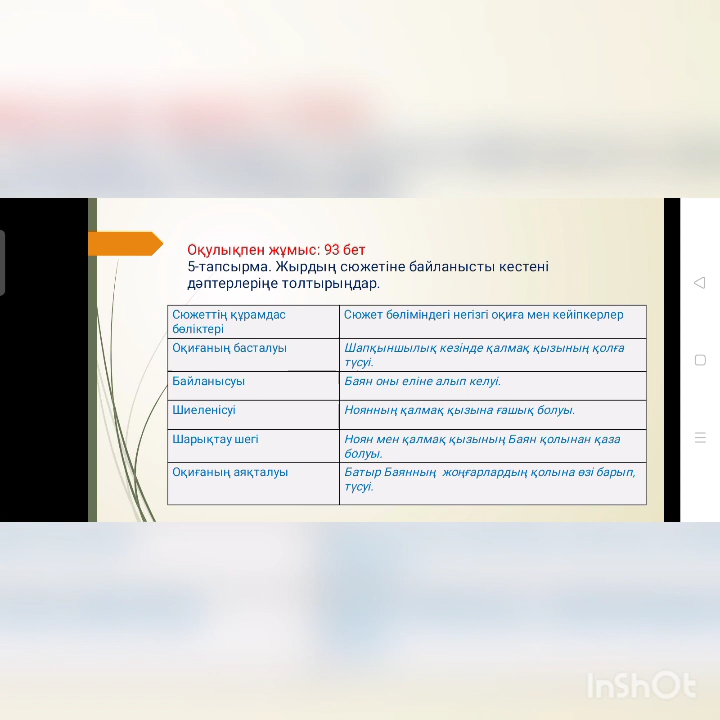 Оқулықпен жұмыс: 93 бет
5-тапсырма. Жырдың сюжетіне байланысты кестені
дәптерлеріңе толтырыңдар.
Сюжеттің құрамдас
бөліктері
Сюжет бөліміндегі негізгі оқиға мен кейіпкерлер
Оқиғаның басталуы
Шапқыншылық кезінде қалмақ қызының қолға
түсуі.
Байланысуы
Баян оны еліне алып келуі.
Шиеленісуі
Ноянның қалмақ қызына ғашық болуы.
Шарықтау шегі
Ноян мен қалмақ қызының Баян қолынан қаза
болуы.
Оқиғаның аяқталуы
Батыр Баянның жоңғарлардың қолына өзі барып,
түсуі.
InShOt